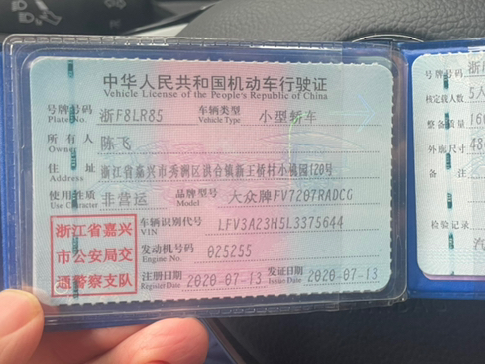 中华人民共和国机动车行驶证
Vehicle License of the People's Republic of China
号牌号码 浙F8LR85 车辆类型 小型轿车
Plate No. Vehicle Type
所有人 陈飞
Owner
住址 浙江省嘉兴市秀洲区洪合镇新王桥村小桃园120号
Address
使用性质 非营运 品牌型号 大众牌FV7207RADCG
Use Character Model
浙江省嘉兴
市公安局交
通警察支队
车辆识别代号 LFV3A23H5L3375644
VIN
发动机号码 025255
Engine No.
注册日期 2020-07-13 发证日期 2020-07-13
Register Date Issue Date
号牌号码
核定载人数 5人
整备质量
外廓尺寸
备注
检验记录